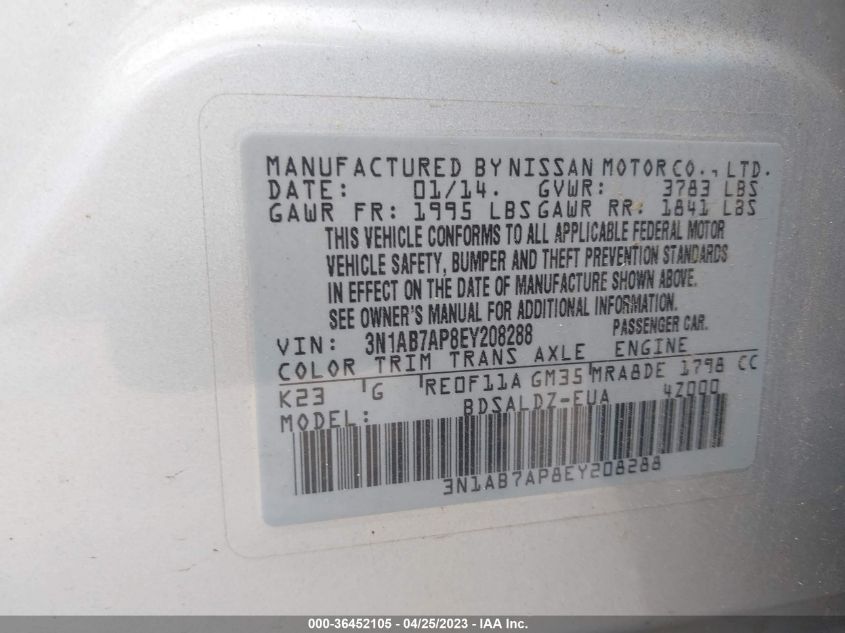 MANUFACTURED BY NISSAN MOTOR CO., LTD.
DATE: 01/14. GVWR: 3783 LBS
GAWR FR: 1995 LBS GAWR RR: 1841 LBS
THIS VEHICLE CONFORMS TO ALL APPLICABLE FEDERAL MOTOR
VEHICLE SAFETY, BUMPER AND THEFT PREVENTION STANDARDS
IN EFFECT ON THE DATE OF MANUFACTURE SHOWN ABOVE.
SEE OWNER'S MANUAL FOR ADDITIONAL INFORMATION.
VIN: 3N1AB7AP8EY208288 PASSENGER CAR.
COLOR TRIM TRANS AXLE ENGINE
K23 G RE0F11A GM35 MRA8DE 1798 CC
MODEL: BDSALDZ-EUA 4Z000
3N1AB7AP8EY208288
000-36452105 - 04/25/2023 - IAA Inc.